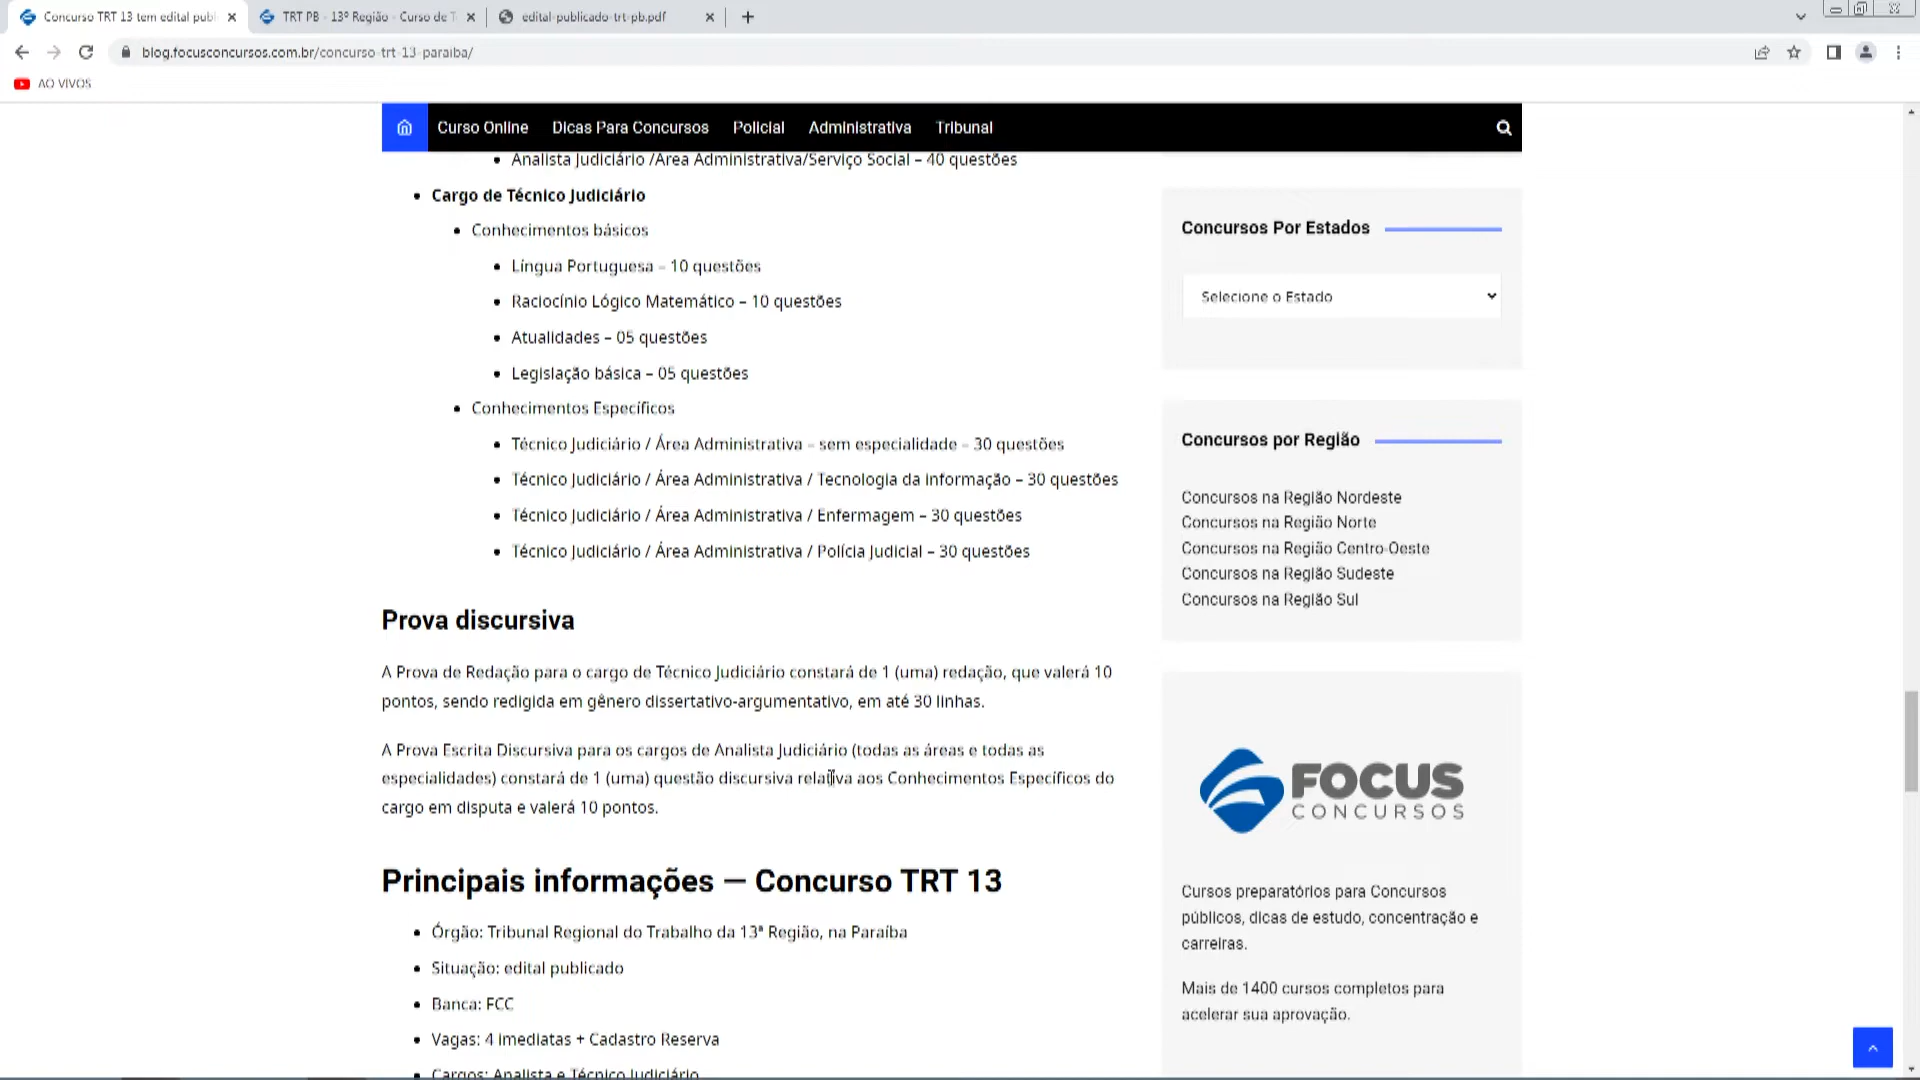 Concurso TRT 13 tem edital publ
TRT PB - 13º Região - Curso de T
edital-publicado-trt-pb.pdf
blog.focusconcursos.com.br/concurso-trt-13-paraiba/
AO VIVOS
Curso Online
Dicas Para Concursos
Policial
Administrativa
Tribunal
Analista Judiciário /Área Administrativa/Serviço Social – 40 questões
Cargo de Técnico Judiciário
Conhecimentos básicos
Língua Portuguesa – 10 questões
Raciocínio Lógico Matemático – 10 questões
Atualidades – 05 questões
Legislação básica – 05 questões
Conhecimentos Específicos
Técnico Judiciário / Área Administrativa – sem especialidade – 30 questões
Técnico Judiciário / Área Administrativa / Tecnologia da informação – 30 questões
Técnico Judiciário / Área Administrativa / Enfermagem – 30 questões
Técnico Judiciário / Área Administrativa / Polícia Judicial – 30 questões
Prova discursiva
A Prova de Redação para o cargo de Técnico Judiciário constará de 1 (uma) redação, que valerá 10
pontos, sendo redigida em gênero dissertativo-argumentativo, em até 30 linhas.
A Prova Escrita Discursiva para os cargos de Analista Judiciário (todas as áreas e todas as
especialidades) constará de 1 (uma) questão discursiva relativa aos Conhecimentos Específicos do
cargo em disputa e valerá 10 pontos.
Principais informações — Concurso TRT 13
Órgão: Tribunal Regional do Trabalho da 13ª Região, na Paraíba
Situação: edital publicado
Banca: FCC
Vagas: 4 imediatas + Cadastro Reserva
Cargos: Analista e Técnico Judiciário
Concursos Por Estados
Selecione o Estado
Concursos por Região
Concursos na Região Nordeste
Concursos na Região Norte
Concursos na Região Centro-Oeste
Concursos na Região Sudeste
Concursos na Região Sul
FOCUS
CONCURSOS
Cursos preparatórios para Concursos
públicos, dicas de estudo, concentração e
carreiras.
Mais de 1400 cursos completos para
acelerar sua aprovação.